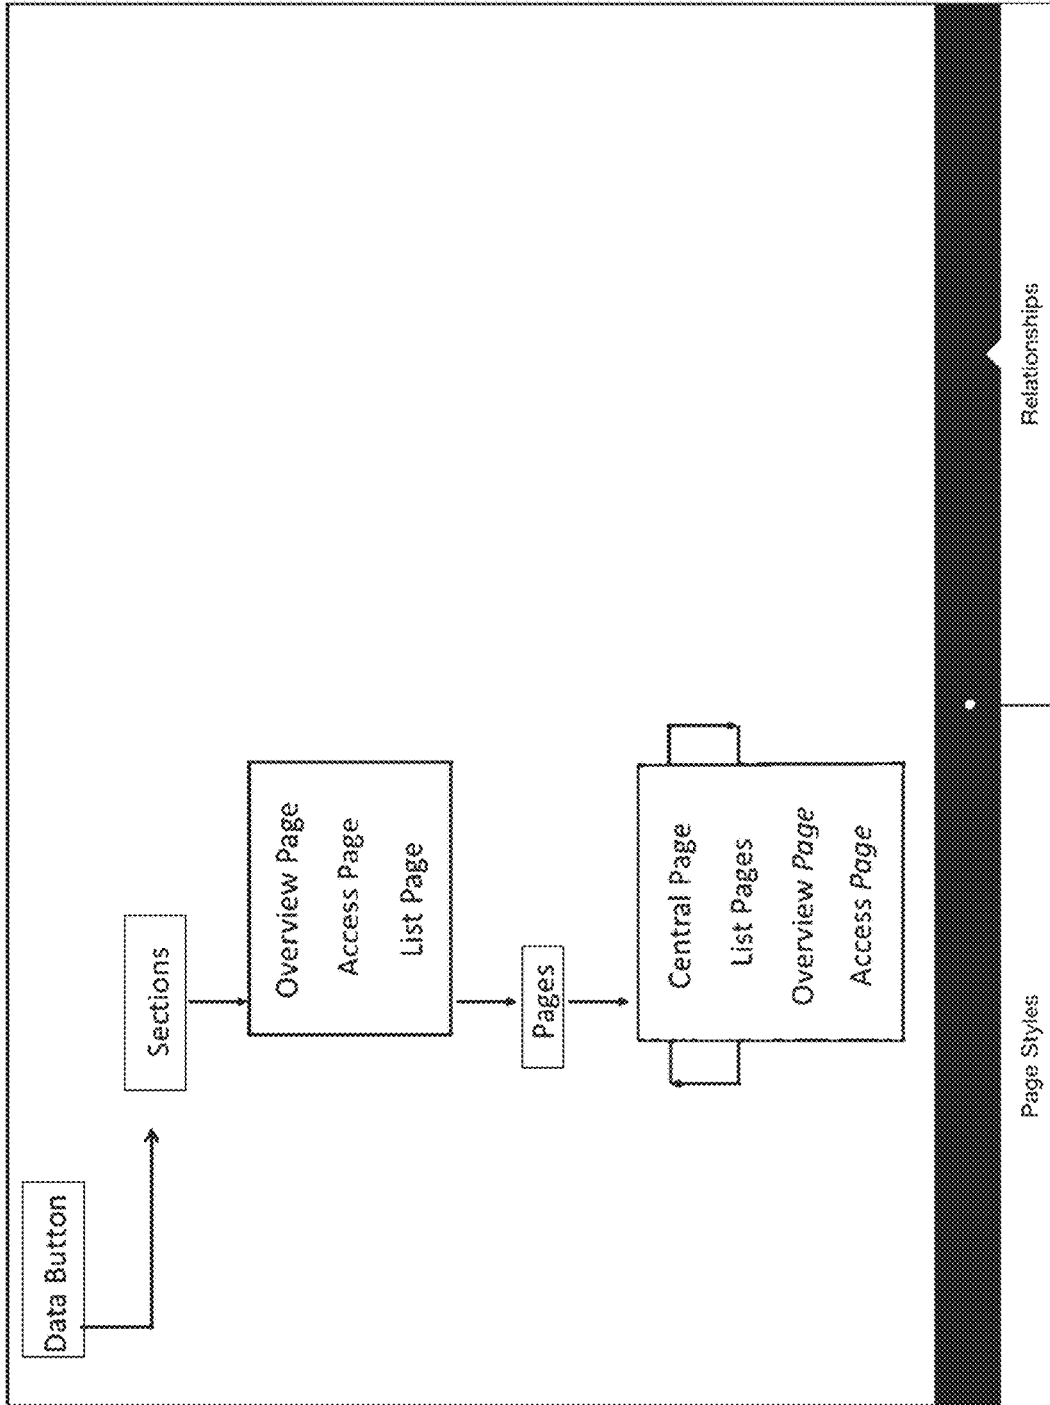 Data Button
Sections
Overview Page
Access Page
List Page
Pages
Central Page
List Pages
Overview Page
Access Page
Page Styles
Relationships